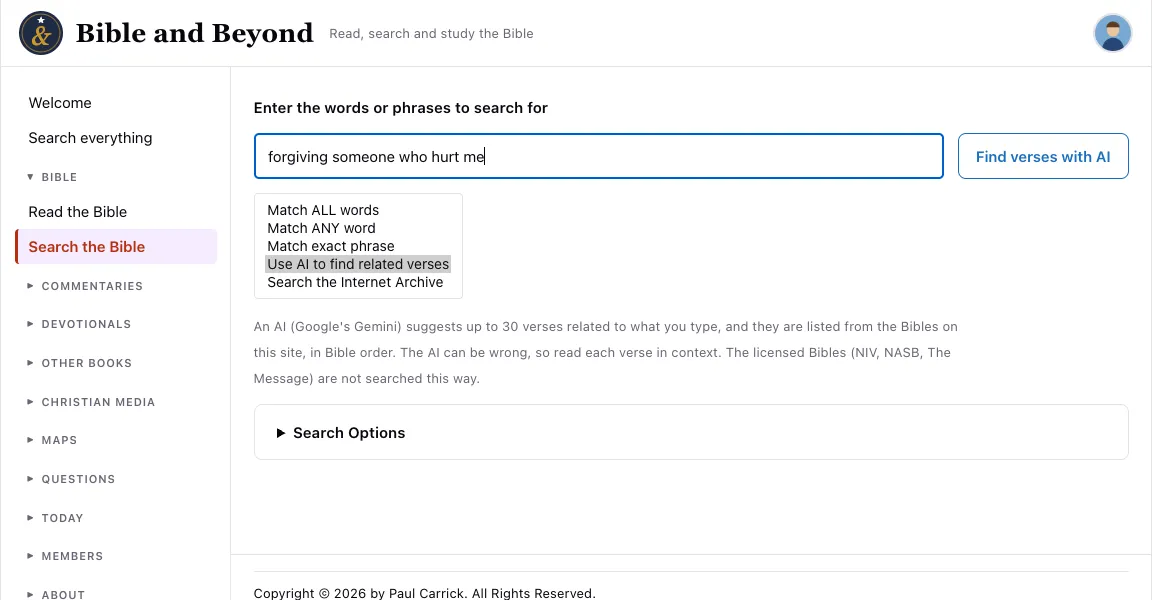 & Bible and Beyond Read, search and study the Bible
Welcome
Search everything
BIBLE
Read the Bible
Search the Bible
COMMENTARIES
DEVOTIONALS
OTHER BOOKS
CHRISTIAN MEDIA
MAPS
QUESTIONS
TODAY
MEMBERS
ABOUT
Enter the words or phrases to search for
forgiving someone who hurt me
Find verses with AI
Match ALL words
Match ANY word
Match exact phrase
Use AI to find related verses
Search the Internet Archive
An AI (Google's Gemini) suggests up to 30 verses related to what you type, and they are listed from the Bibles on
this site, in Bible order. The AI can be wrong, so read each verse in context. The licensed Bibles (NIV, NASB, The
Message) are not searched this way.
Search Options
Copyright © 2026 by Paul Carrick. All Rights Reserved.